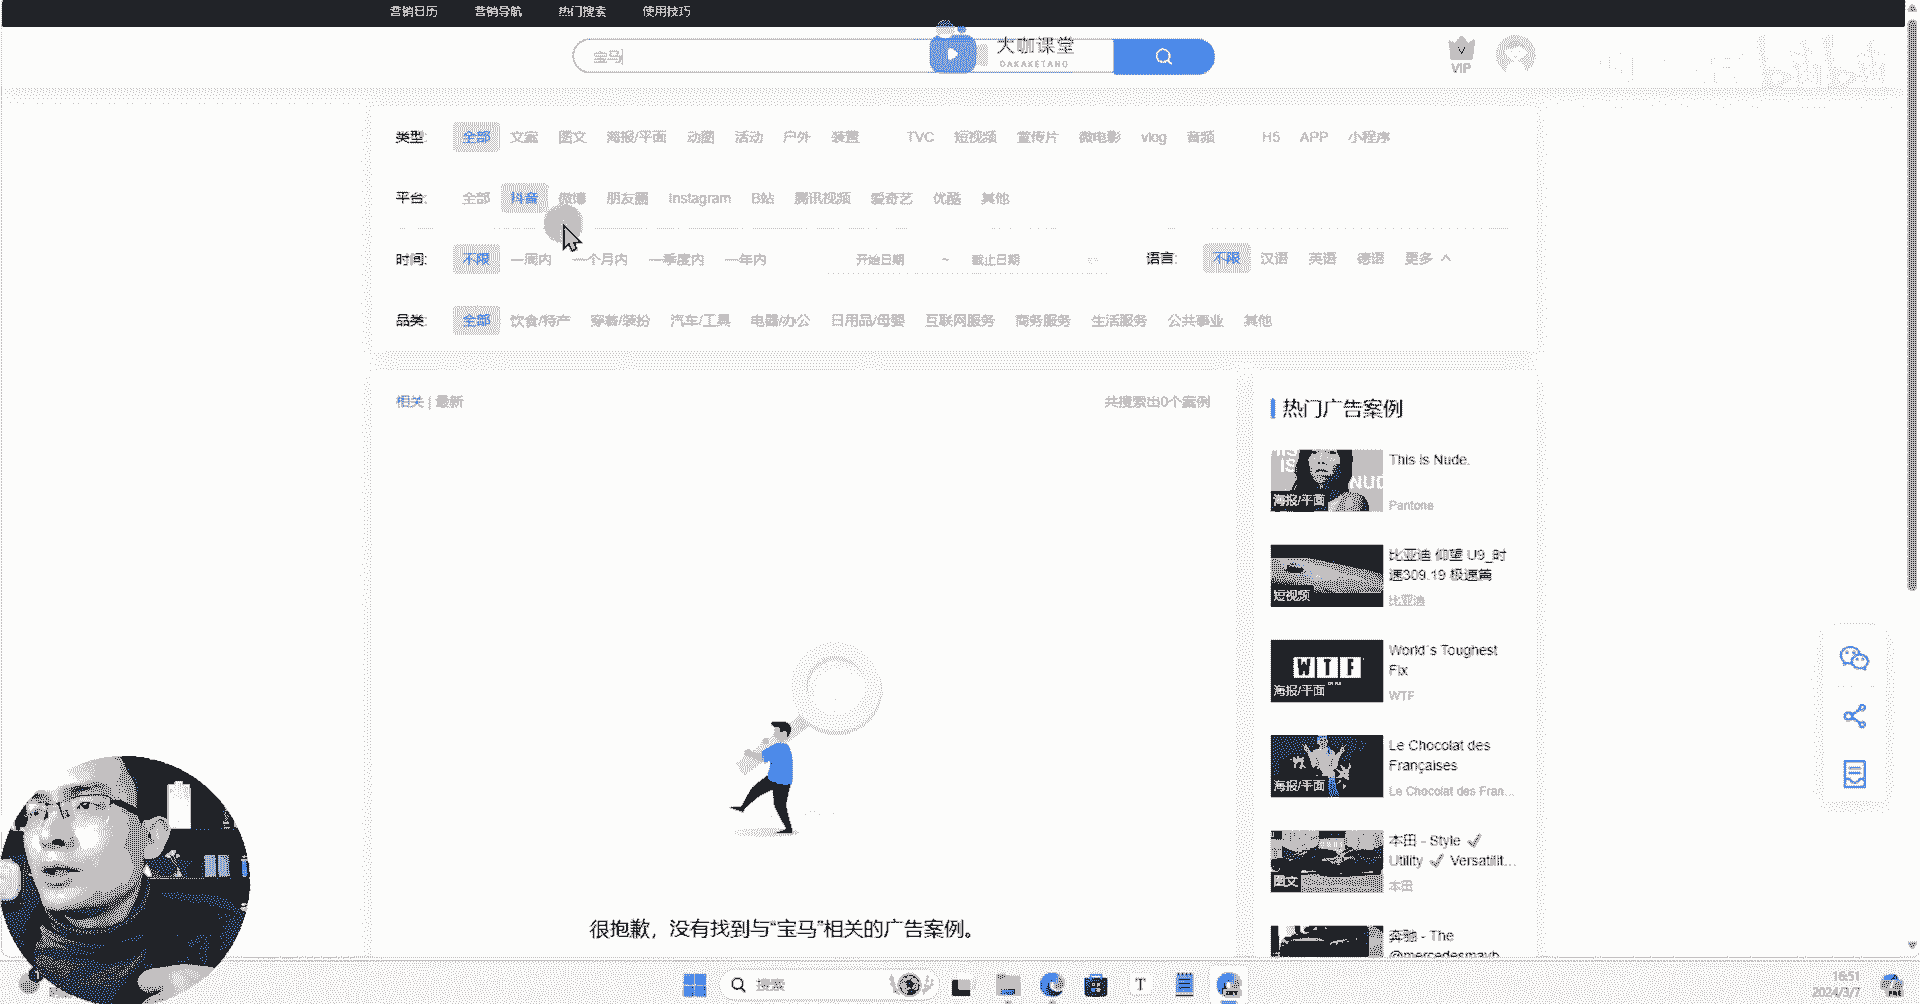 营销日历 营销导航 热门搜索 使用技巧
宝马
大咖课堂
DAKAKETANG
VIP
类型: 全部 文案 图文 海报/平面 动图 活动 户外 装置 TVC 短视频 宣传片 微电影 vlog 音频 H5 APP 小程序
平台: 全部 抖音 微博 朋友圈 Instagram B站 腾讯视频 爱奇艺 优酷 其他
时间: 不限 一周内 一个月内 一季度内 一年内 开始日期 ~ 截止日期 语言: 不限 汉语 英语 德语 更多
品类: 全部 饮食/特产 穿着/装扮 汽车/工具 电器/办公 日用品/母婴 互联网服务 商务服务 生活服务 公共事业 其他
相关 | 最新 共搜索出0个案例
很抱歉，没有找到与“宝马”相关的广告案例。
热门广告案例
IS
NUD
海报/平面
This is Nude.
Pantone
短视频
比亚迪 仰望 U9_时
速309.19 极速篇
比亚迪
WTF
海报/平面
World's Toughest
Fix
WTF
海报/平面
Le Chocolat des
Françaises
Le Chocolat des Fran...
图文
本田 - Style ✓
Utility ✓ Versatilit...
本田
奔驰 - The
@mercedesmayb
搜索
T
16:51
2024/3/7